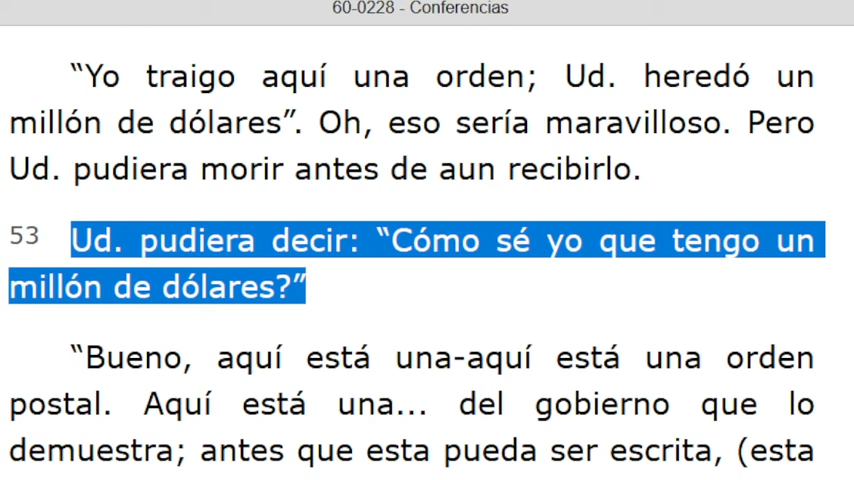 60-0228 - Conferencias
“Yo traigo aquí una orden; Ud. heredó un
millón de dólares”. Oh, eso sería maravilloso. Pero
Ud. pudiera morir antes de aun recibirlo.
53 Ud. pudiera decir: “Cómo sé yo que tengo un
millón de dólares?”
“Bueno, aquí está una-aquí está una orden
postal. Aquí está una... del gobierno que lo
demuestra; antes que esta pueda ser escrita, (esta